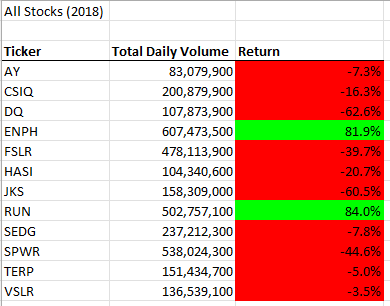 All Stocks (2018)
Ticker Total Daily Volume Return
AY 83,079,900 -7.3%
CSIQ 200,879,900 -16.3%
DQ 107,873,900 -62.6%
ENPH 607,473,500 81.9%
FSLR 478,113,900 -39.7%
HASI 104,340,600 -20.7%
JKS 158,309,000 -60.5%
RUN 502,757,100 84.0%
SEDG 237,212,300 -7.8%
SPWR 538,024,300 -44.6%
TERP 151,434,700 -5.0%
VSLR 136,539,100 -3.5%